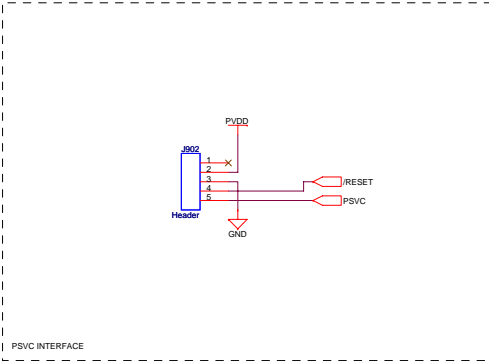 PVDD
J902
1
2
3
4
5
/RESET
PSVC
Header
GND
PSVC INTERFACE